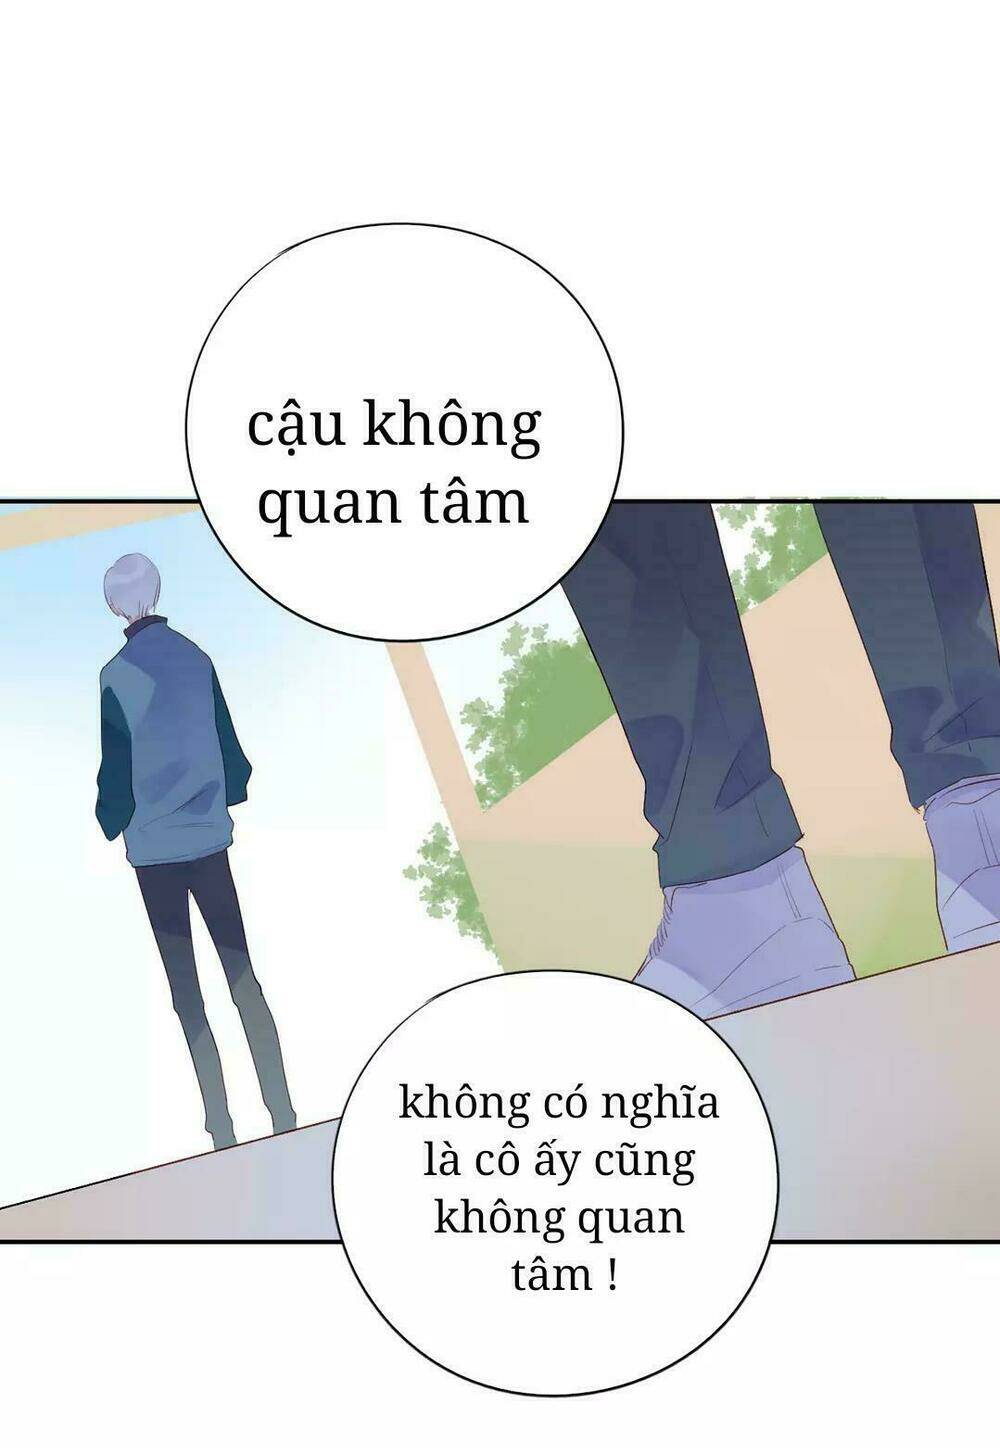 cậu không
quan tâm
không có nghĩa
là cô ấy cũng
không quan
tâm !